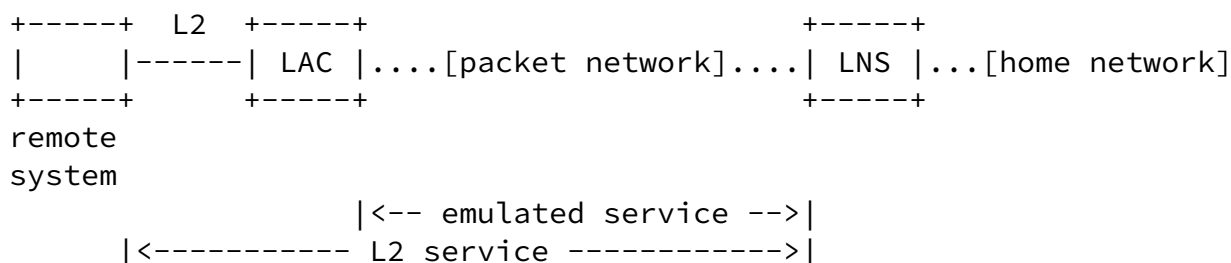 +-----+  L2  +-----+                        +-----+
|     |------| LAC |....[packet network]....| LNS |...[home network]
+-----+      +-----+                        +-----+
remote
system
                   |<-- emulated service -->|
      |<----------- L2 service ------------>|